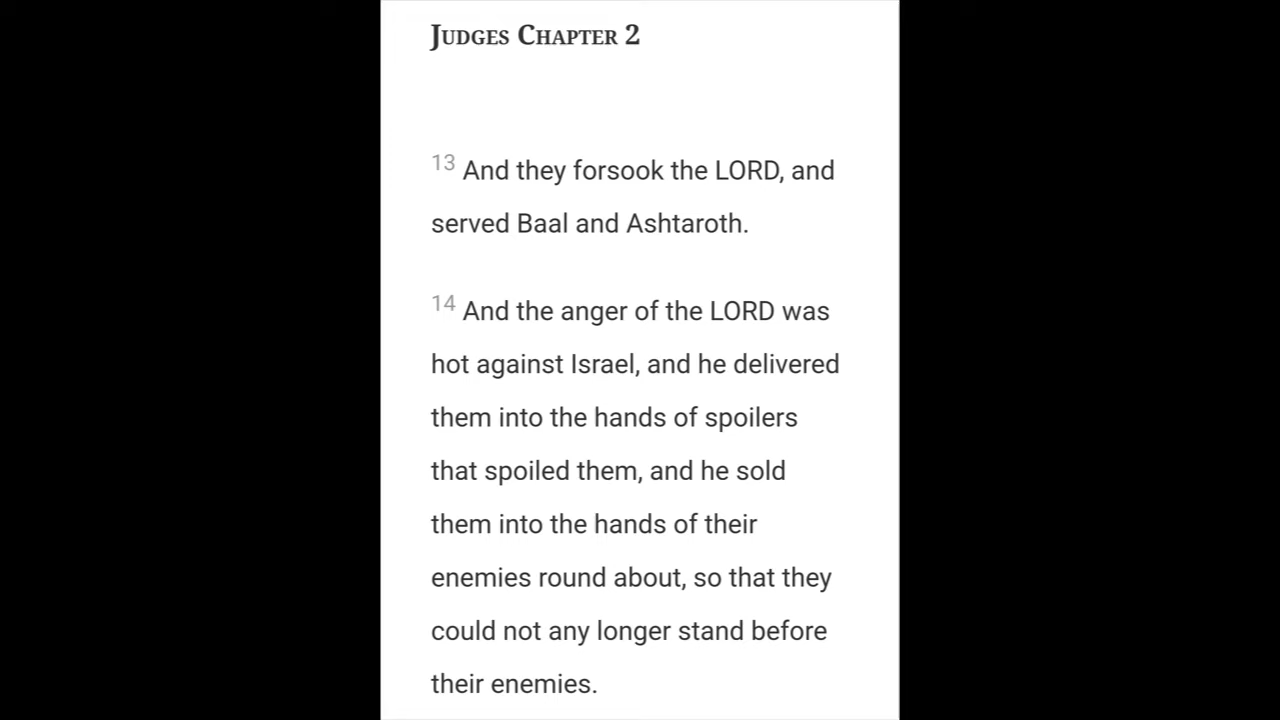 Judges Chapter 2
13 And they forsook the LORD, and
served Baal and Ashtaroth.
14 And the anger of the LORD was
hot against Israel, and he delivered
them into the hands of spoilers
that spoiled them, and he sold
them into the hands of their
enemies round about, so that they
could not any longer stand before
their enemies.